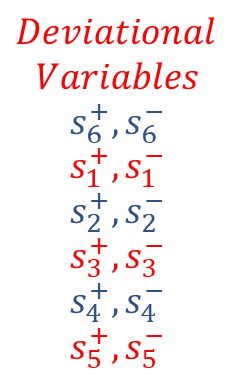 Deviational
Variables
s₆⁺, s₆⁻
s₁⁺, s₁⁻
s₂⁺, s₂⁻
s₃⁺, s₃⁻
s₄⁺, s₄⁻
s₅⁺, s₅⁻